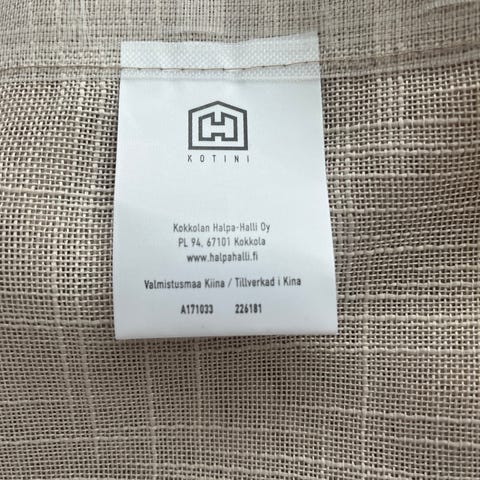 KOTINI
Kokkolan Halpa-Halli Oy
PL 94, 67101 Kokkola
www.halpahalli.fi
Valmistusmaa Kiina / Tillverkad i Kina
A171033 226181